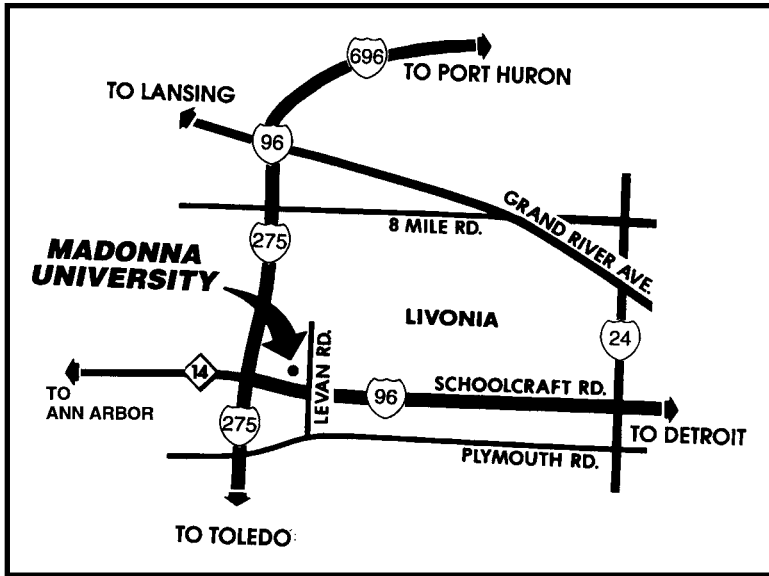 696
TO PORT HURON
TO LANSING
96
GRAND RIVER AVE.
8 MILE RD.
275
MADONNA
UNIVERSITY
LIVONIA
24
LEVAN RD.
14
TO
ANN ARBOR
96
SCHOOLCRAFT RD.
275
TO DETROIT
PLYMOUTH RD.
TO TOLEDO